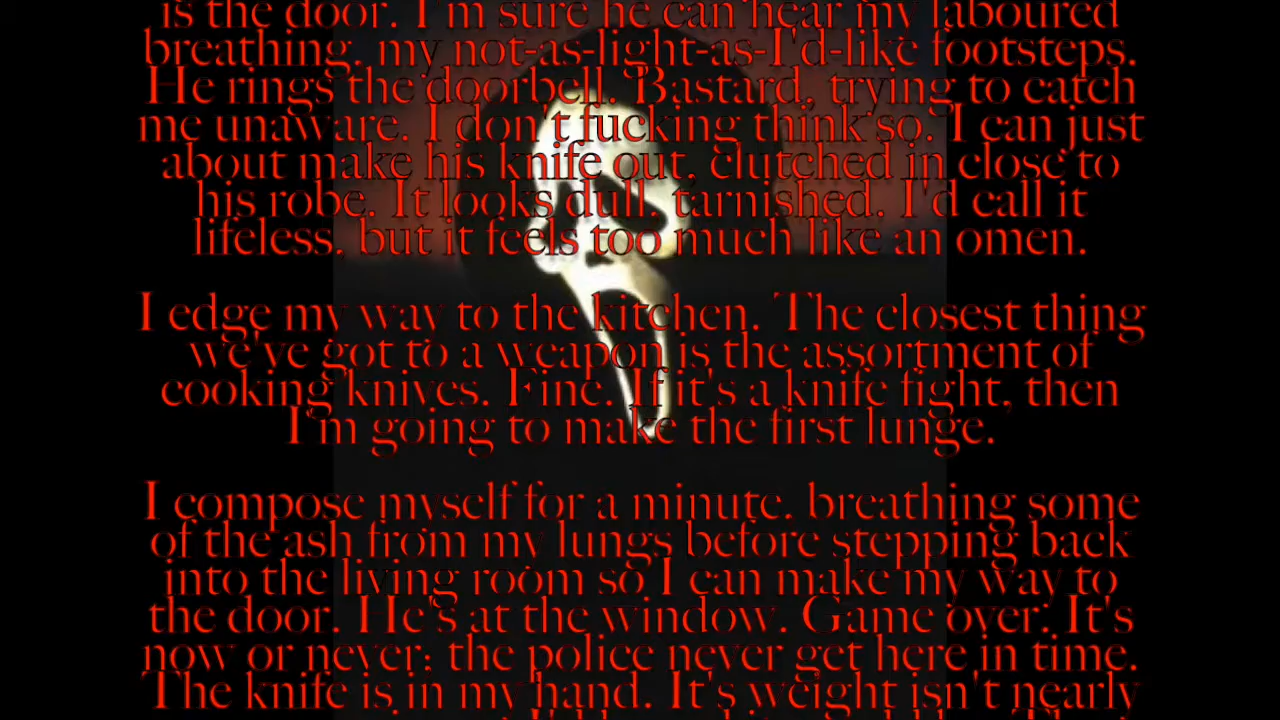 is the door. I'm sure he can hear my laboured
breathing, my not-as-light-as-I'd-like footsteps.
He rings the doorbell. Bastard, trying to catch
me unaware. I don't fucking think so. I can just
about make his knife out, clutched in close to
his robe. It looks dull, tarnished. I'd call it
lifeless, but it feels too much like an omen.
I edge my way to the kitchen. The closest thing
we've got to a weapon is the assortment of
cooking knives. Fine. If it's a knife fight, then
I'm going to make the first lunge.
I compose myself for a minute, breathing some
of the ash from my lungs before stepping back
into the living room so I can make my way to
the door. He's at the window. Game over. It's
now or never; the police never get here in time.
The knife is in my hand. It's weight isn't nearly